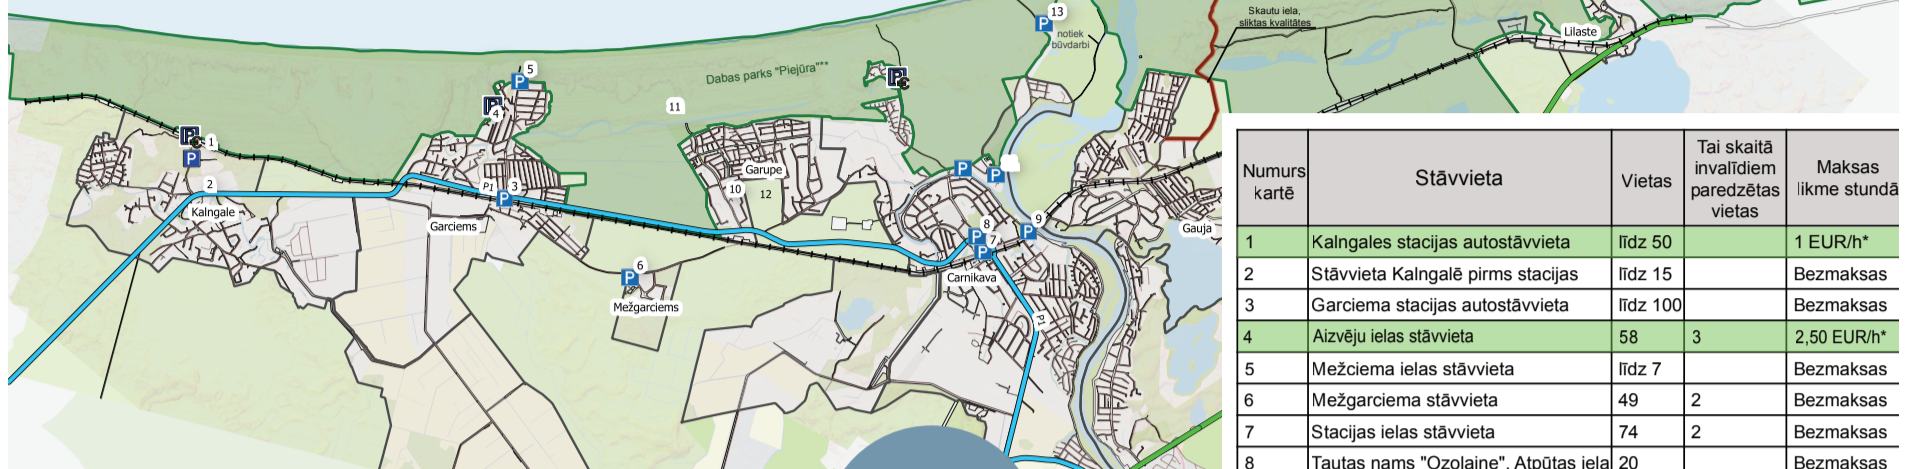 13
notiek
būvdarbi
Skautu iela,
sliktas kvalitātes
Lilaste
P
5
P
Dabas parks "Piejūra"**
P
€
P
4
11
P
€
1
P
P
P
2
P1
3
P
Garupe
10
12
Kalngale
Garciems
8
P
7
P
9
P
Gauja
6
P
Carnikava
Mežgarciems
P1
Numurs kartē
Stāvvieta
Vietas
Tai skaitā invalīdiem paredzētas vietas
Maksas likme stundā
1 Kalngales stacijas autostāvvieta līdz 50 1 EUR/h*
2 Stāvvieta Kalngalē pirms stacijas līdz 15 Bezmaksas
3 Garciema stacijas autostāvvieta līdz 100 Bezmaksas
4 Aizvēju ielas stāvvieta 58 3 2,50 EUR/h*
5 Mežciema ielas stāvvieta līdz 7 Bezmaksas
6 Mežgarciema stāvvieta 49 2 Bezmaksas
7 Stacijas ielas stāvvieta 74 2 Bezmaksas
8 Tautas nams "Ozolaine", Atpūtas iela 20 Bezmaksas